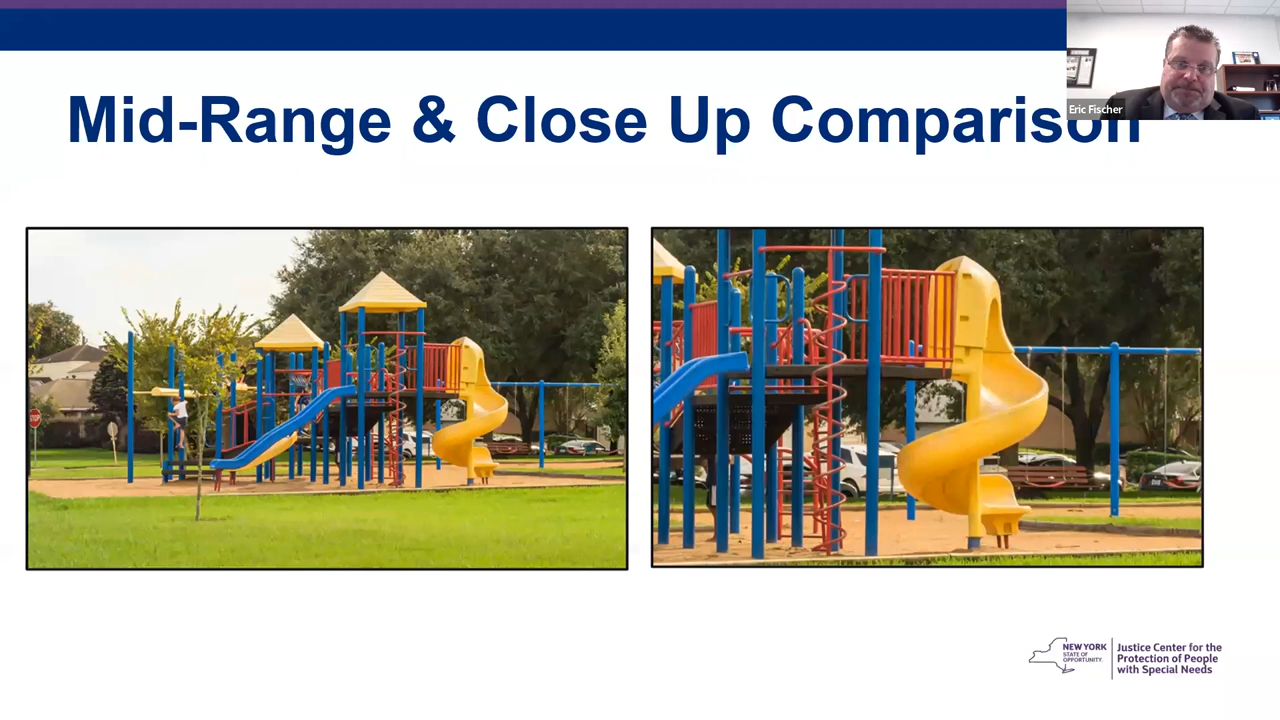 Mid-Range & Close Up Comparison
Eric Fischer
STOP
NEW YORK
STATE OF
OPPORTUNITY.
Justice Center for the
Protection of People
with Special Needs